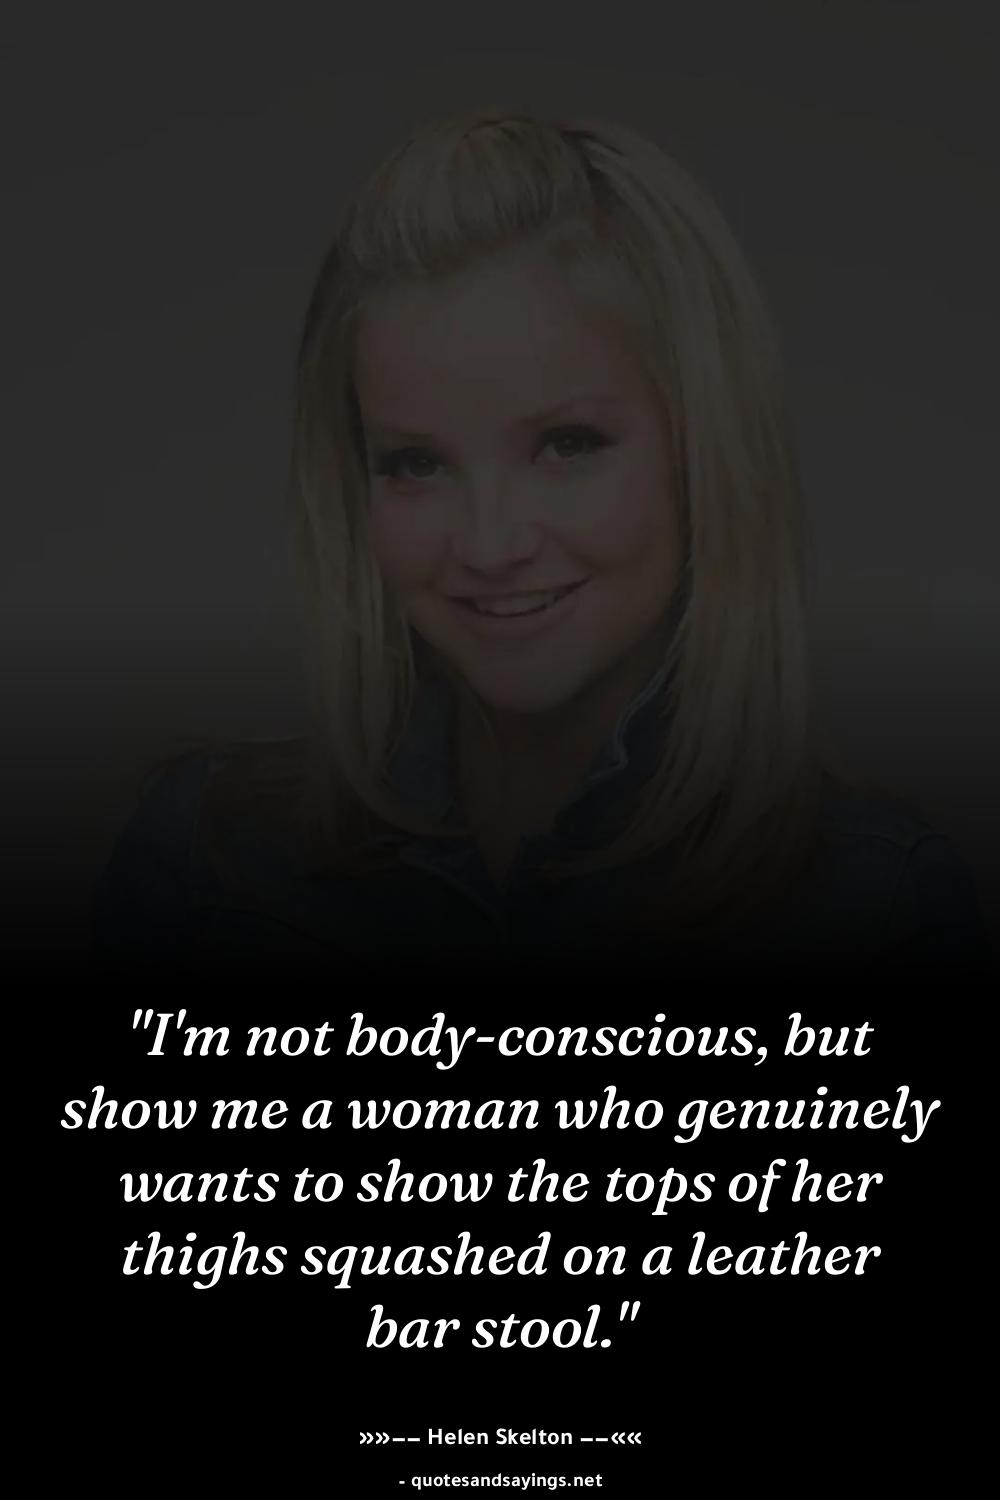 "I'm not body-conscious, but
show me a woman who genuinely
wants to show the tops of her
thighs squashed on a leather
bar stool."
»»–– Helen Skelton ––««
- quotesandsayings.net